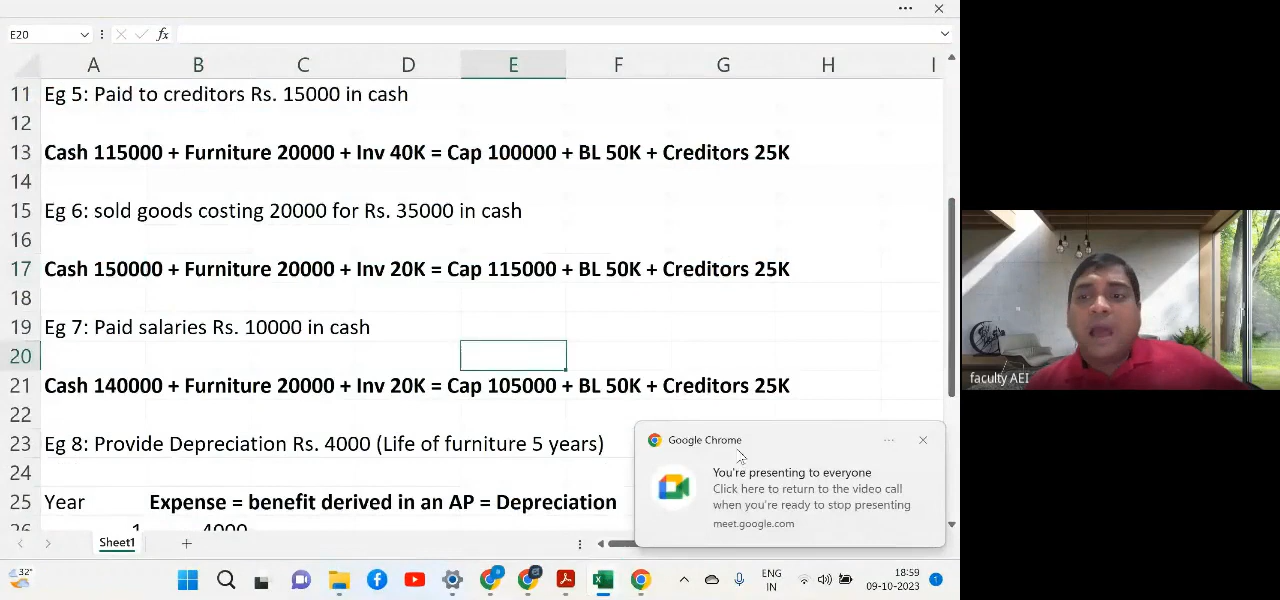 E20
fx
A B C D E F G H I
11 Eg 5: Paid to creditors Rs. 15000 in cash
12
13 Cash 115000 + Furniture 20000 + Inv 40K = Cap 100000 + BL 50K + Creditors 25K
14
15 Eg 6: sold goods costing 20000 for Rs. 35000 in cash
16
17 Cash 150000 + Furniture 20000 + Inv 20K = Cap 115000 + BL 50K + Creditors 25K
18
19 Eg 7: Paid salaries Rs. 10000 in cash
20
21 Cash 140000 + Furniture 20000 + Inv 20K = Cap 105000 + BL 50K + Creditors 25K
22
23 Eg 8: Provide Depreciation Rs. 4000 (Life of furniture 5 years)
24
25 Year Expense = benefit derived in an AP = Depreciation
26 1 4000
Google Chrome
You're presenting to everyone
Click here to return to the video call
when you're ready to stop presenting
meet.google.com
faculty AEI
Sheet1
32°
ENG
IN
18:59
09-10-2023
1